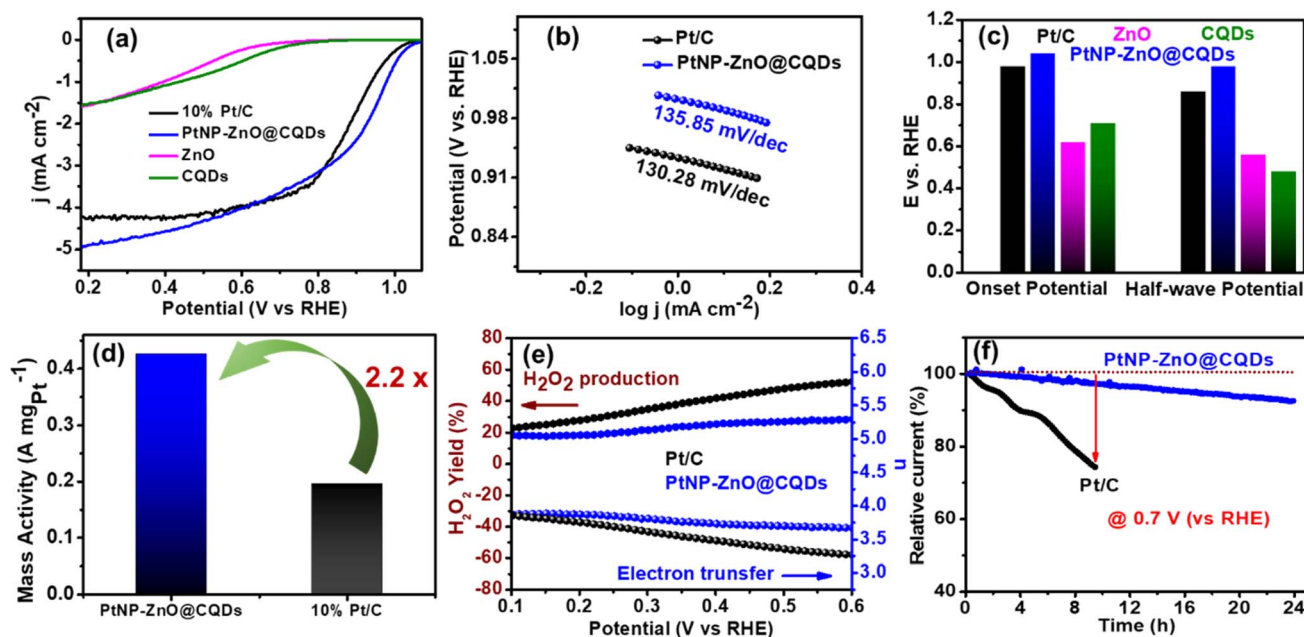 (a)
j (mA cm-2)
0
-1
-2
-3
-4
-5
10% Pt/C
PtNP-ZnO@CQDs
ZnO
CQDs
0.2 0.4 0.6 0.8 1.0
Potential (V vs RHE)
(b)
Pt/C
PtNP-ZnO@CQDs
Potential (V vs. RHE)
1.05
0.98
0.91
0.84
135.85 mV/dec
130.28 mV/dec
-0.2 0.0 0.2 0.4
log j (mA cm-2)
(c)
Pt/C ZnO CQDs
PtNP-ZnO@CQDs
E vs. RHE
1.2
1.0
0.8
0.6
0.4
0.2
0.0
Onset Potential Half-wave Potential
(d)
Mass Activity (A mgPt-1)
0.4
0.3
0.2
0.1
0.0
2.2 x
PtNP-ZnO@CQDs 10% Pt/C
(e)
H2O2 Yield (%)
80
60
40
20
0
-20
-40
-60
-80
H2O2 production
Pt/C
PtNP-ZnO@CQDs
Electron trunsfer
n
6.5
6.0
5.5
5.0
4.5
4.0
3.5
3.0
0.1 0.2 0.3 0.4 0.5 0.6
Potential (V vs RHE)
(f)
PtNP-ZnO@CQDs
Relative current (%)
100
80
60
40
Pt/C
@ 0.7 V (vs RHE)
0 4 8 12 16 20 24
Time (h)